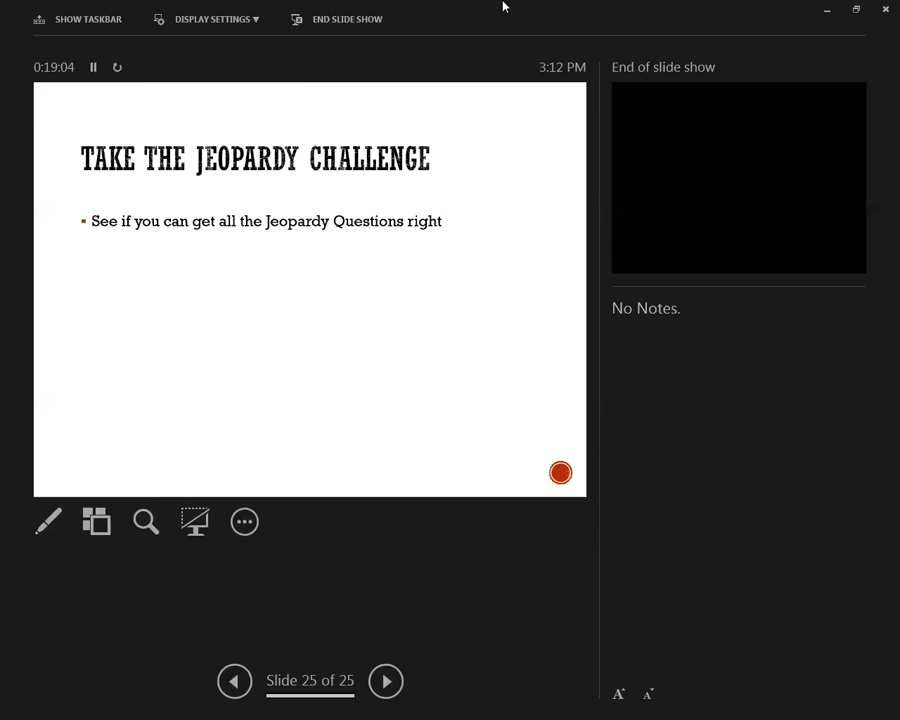 SHOW TASKBAR DISPLAY SETTINGS ▼ END SLIDE SHOW
0:19:04 3:12 PM
TAKE THE JEOPARDY CHALLENGE
▪ See if you can get all the Jeopardy Questions right
Slide 25 of 25
End of slide show
No Notes.
A A